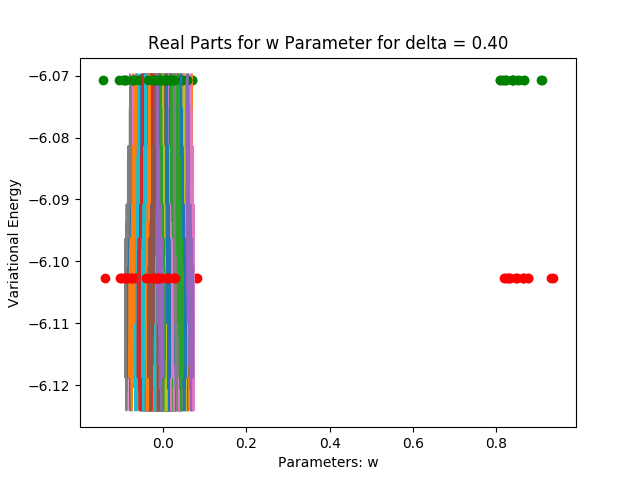 Real Parts for w Parameter for delta = 0.40
−6.07
−6.08
−6.09
−6.10
−6.11
−6.12
Variational Energy
0.0 0.2 0.4 0.6 0.8
Parameters: w